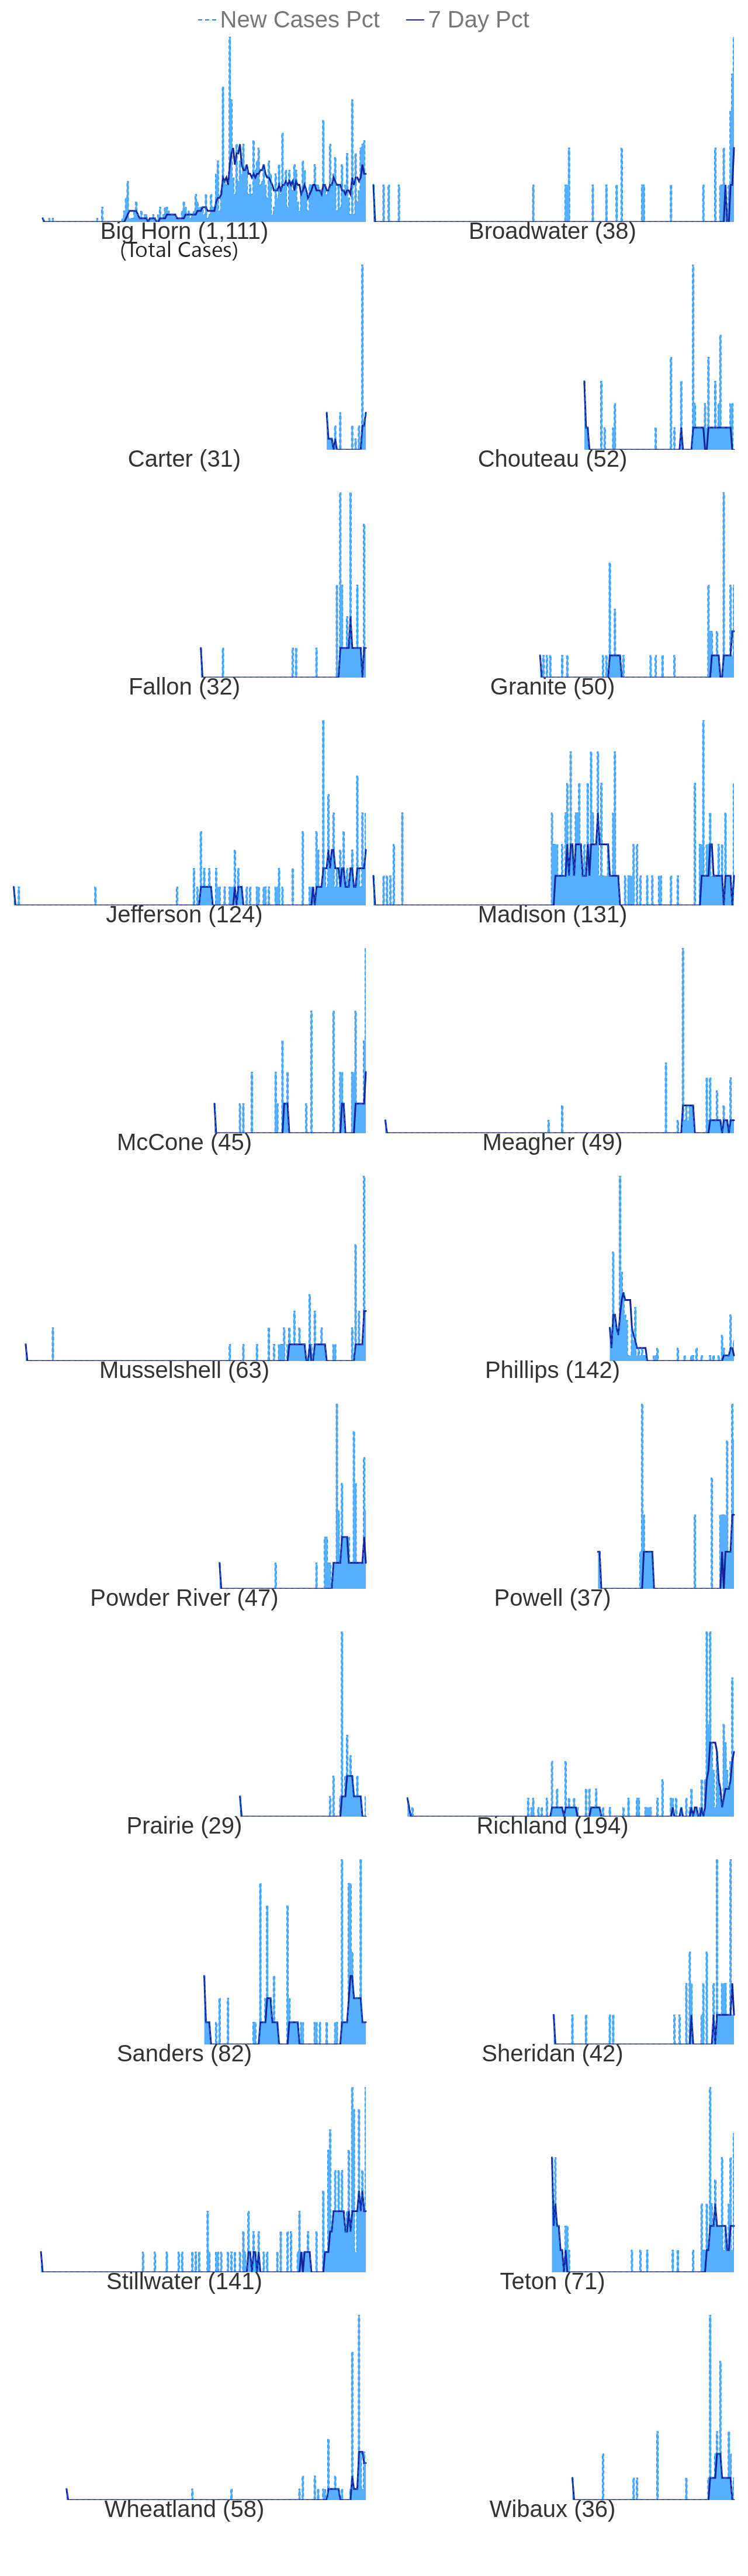 New Cases Pct 7 Day Pct
Big Horn (1,111) Broadwater (38)
(Total Cases)
Carter (31) Chouteau (52)
Fallon (32) Granite (50)
Jefferson (124) Madison (131)
McCone (45) Meagher (49)
Musselshell (63) Phillips (142)
Powder River (47) Powell (37)
Prairie (29) Richland (194)
Sanders (82) Sheridan (42)
Stillwater (141) Teton (71)
Wheatland (58) Wibaux (36)